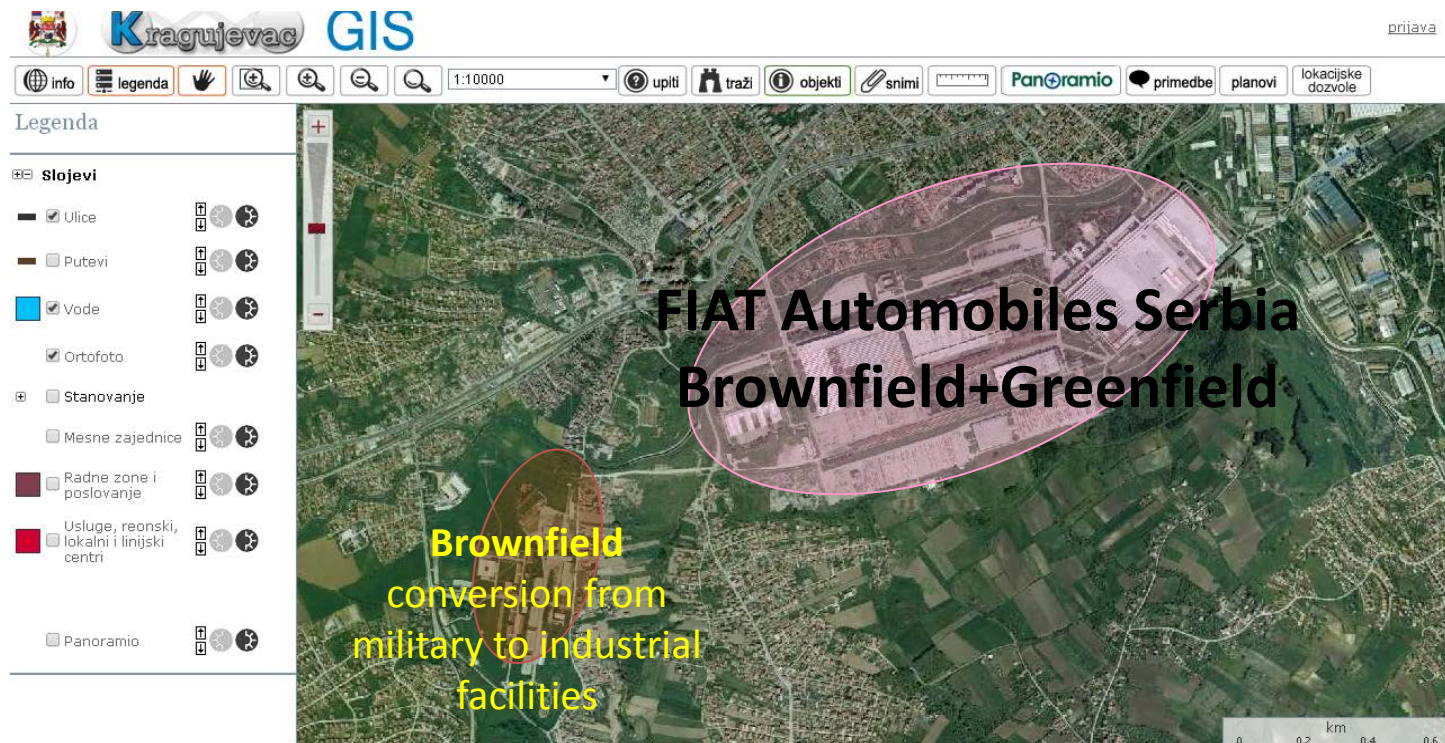 Kragujevac GIS
prijava
info legenda 1:10000 upiti traži objekti snimi Panoramio primedbe planovi lokacijske
dozvole
Legenda
Slojevi
Ulice
Putevi
Vode
Ortofoto
Stanovanje
Mesne zajednice
Radne zone i
poslovanje
Usluge, reonski,
lokalni i linijski
centri
Panoramio
FIAT Automobiles Serbia
Brownfield+Greenfield
Brownfield
conversion from
military to industrial
facilities
km
0 0.2 0.4 0.6